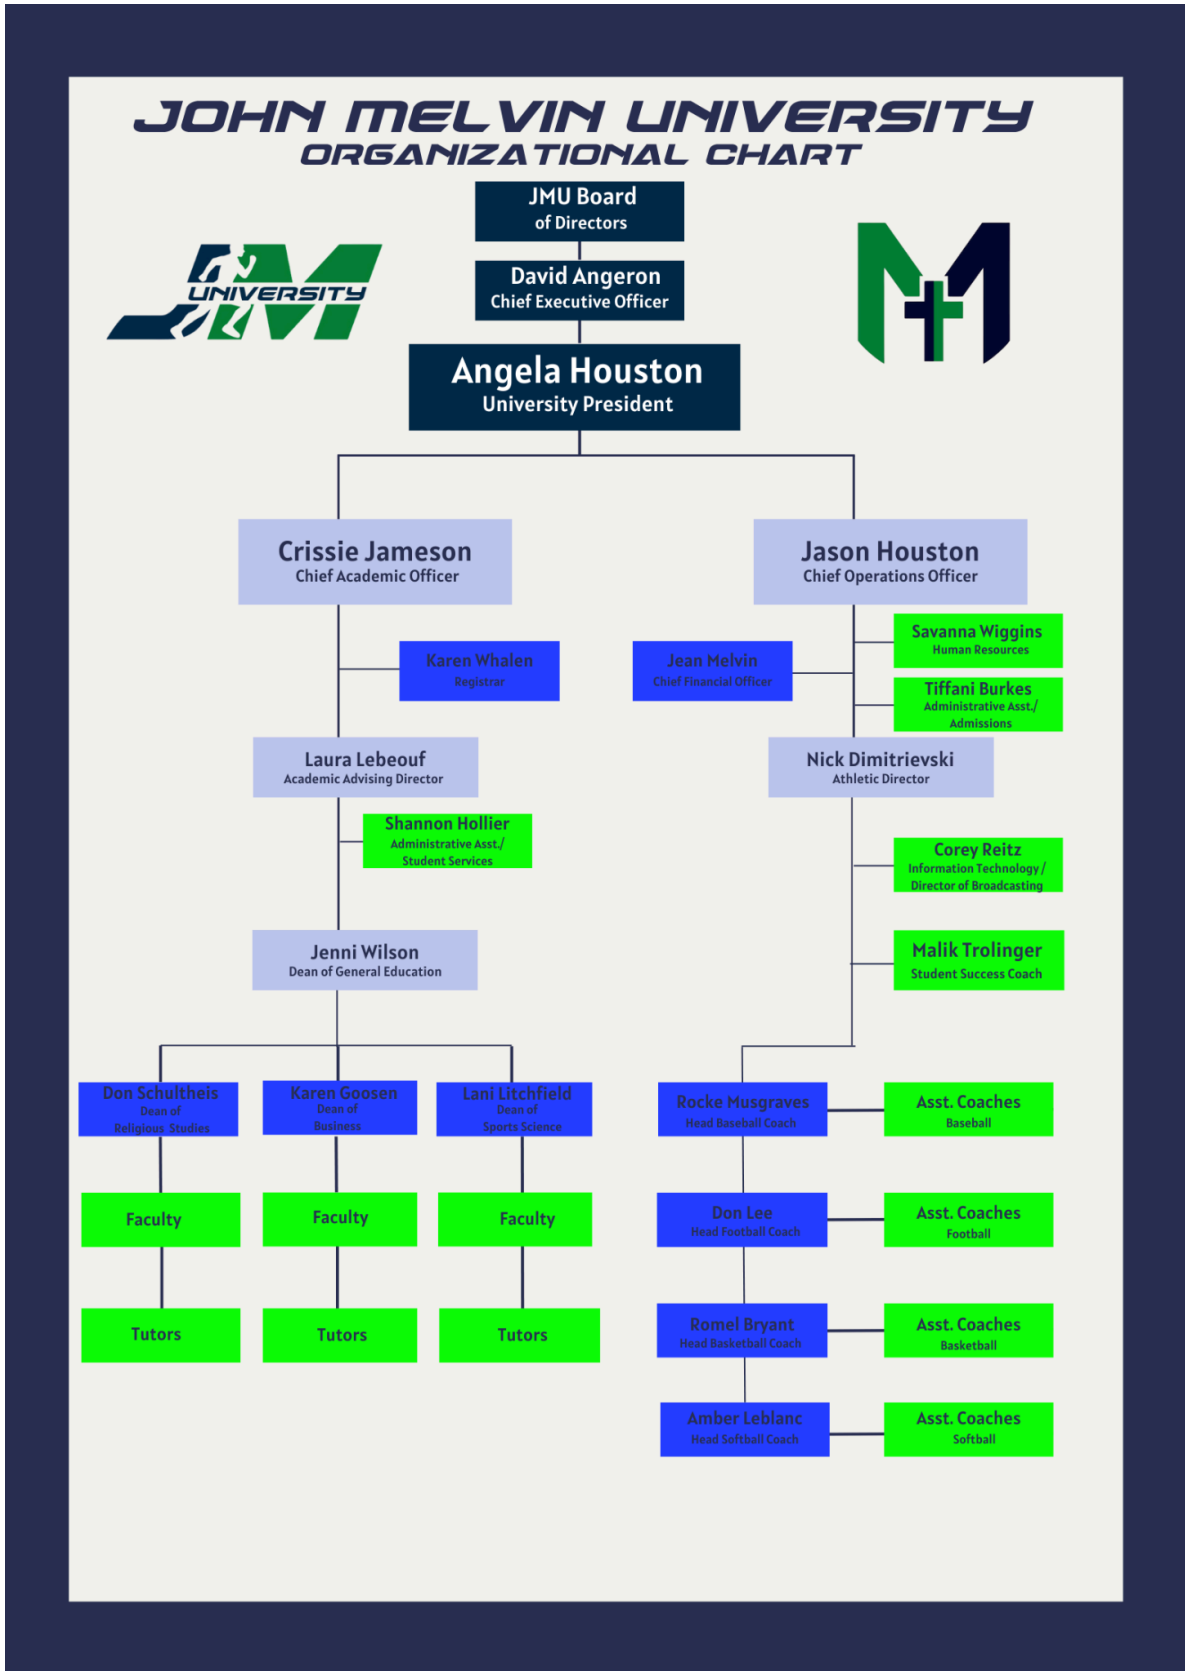 JOHN MELVIN UNIVERSITY
ORGANIZATIONAL CHART
JMU Board
of Directors
David Angeron
Chief Executive Officer
JM
UNIVERSITY
Angela Houston
University President
Crissie Jameson
Chief Academic Officer
Jason Houston
Chief Operations Officer
Karen Whalen
Registrar
Jean Melvin
Chief Financial Officer
Savanna Wiggins
Human Resources
Tiffani Burkes
Administrative Asst./
Admissions
Laura Lebeouf
Academic Advising Director
Nick Dimitrievski
Athletic Director
Shannon Hollier
Administrative Asst./
Student Services
Corey Reitz
Information Technology /
Director of Broadcasting
Jenni Wilson
Dean of General Education
Malik Trolinger
Student Success Coach
Don Schultheis
Dean of
Religious Studies
Karen Goosen
Dean of
Business
Lani Litchfield
Dean of
Sports Science
Rocke Musgraves
Head Baseball Coach
Asst. Coaches
Baseball
Faculty
Faculty
Faculty
Don Lee
Head Football Coach
Asst. Coaches
Football
Tutors
Tutors
Tutors
Romel Bryant
Head Basketball Coach
Asst. Coaches
Basketball
Amber Leblanc
Head Softball Coach
Asst. Coaches
Softball